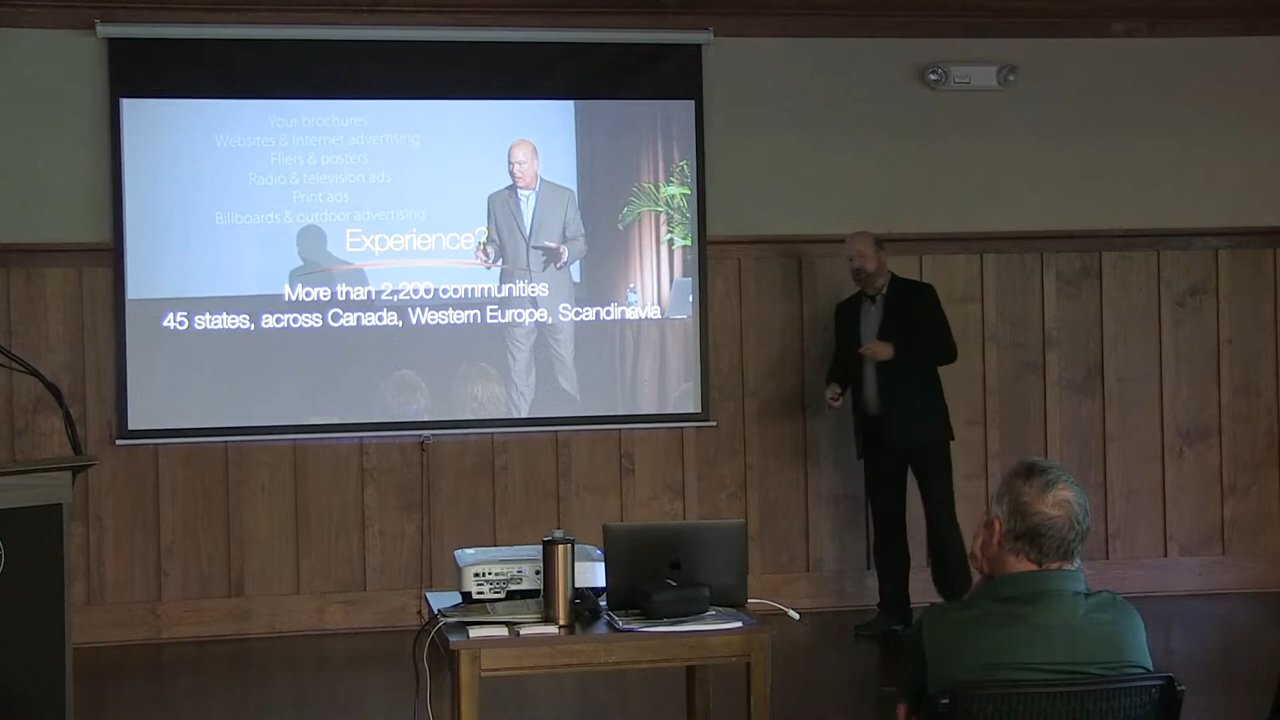 Your brochures
Websites & Internet advertising
Fliers & posters
Radio & television ads
Print ads
Billboards & outdoor advertising
Experience?
More than 2,200 communities
45 states, across Canada, Western Europe, Scandinavia